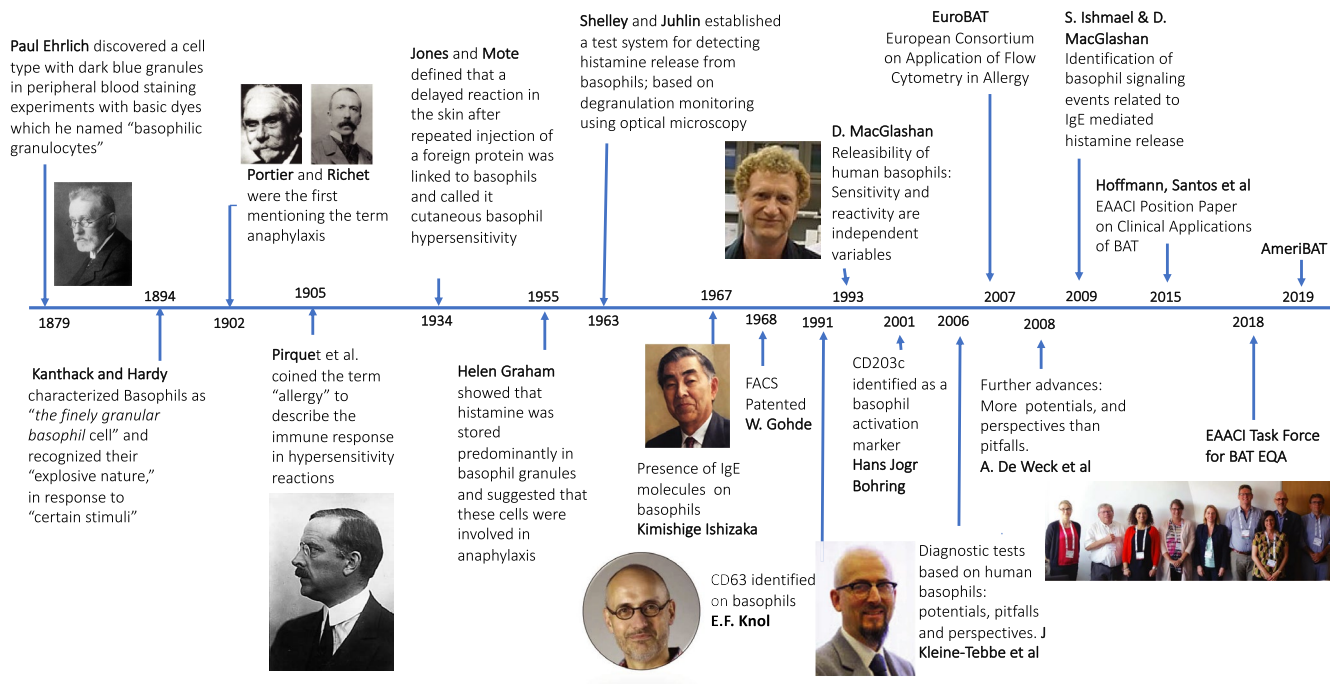 Paul Ehrlich discovered a cell
type with dark blue granules
in peripheral blood staining
experiments with basic dyes
which he named “basophilic
granulocytes”
Portier and Richet
were the first
mentioning the term
anaphylaxis
Jones and Mote
defined that a
delayed reaction in
the skin after
repeated injection of
a foreign protein was
linked to basophils
and called it
cutaneous basophil
hypersensitivity
Shelley and Juhlin established
a test system for detecting
histamine release from
basophils; based on
degranulation monitoring
using optical microscopy
D. MacGlashan
Releasibility of
human basophils:
Sensitivity and
reactivity are
independent
variables
EuroBAT
European Consortium
on Application of Flow
Cytometry in Allergy
S. Ishmael & D.
MacGlashan
Identification of
basophil signaling
events related to
IgE mediated
histamine release
Hoffmann, Santos et al
EAACI Position Paper
on Clinical Applications
of BAT
AmeriBAT
1894
1905
1955
1967
1993
2007
2009
2015
2019
1879
1902
1934
1963
1968
1991
2001
2006
2008
2018
Kanthack and Hardy
characterized Basophils as
“the finely granular
basophil cell” and
recognized their
“explosive nature,”
in response to
“certain stimuli”
Pirquet et al.
coined the term
“allergy” to
describe the
immune response
in hypersensitivity
reactions
Helen Graham
showed that
histamine was
stored
predominantly in
basophil granules
and suggested that
these cells were
involved in
anaphylaxis
Presence of IgE
molecules on
basophils
Kimishige Ishizaka
FACS
Patented
W. Gohde
CD63 identified
on basophils
E.F. Knol
CD203c
identified as a
basophil
activation
marker
Hans Jogr
Bohring
Diagnostic tests
based on human
basophils:
potentials, pitfalls
and perspectives. J
Kleine-Tebbe et al
Further advances:
More potentials, and
perspectives than
pitfalls.
A. De Weck et al
EAACI Task Force
for BAT EQA